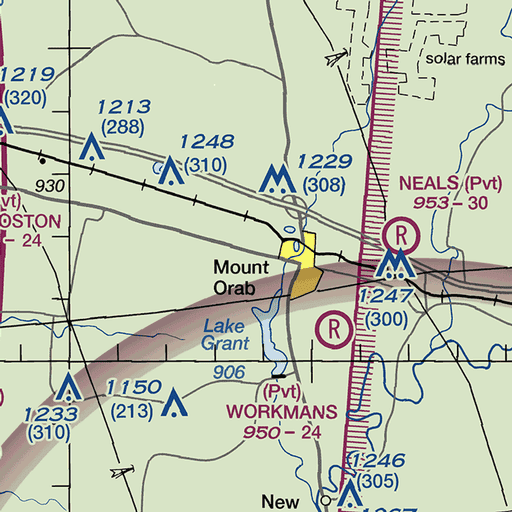 solar farms
1219
(320)
1213
(288)
1248
(310)
1229
(308)
930
NEALS (Pvt)
953 – 30
R
vt)
OSTON
– 24
Mount
Orab
1247
(300)
Lake
Grant
R
906
)
1233
(310)
1150
(213)
(Pvt)
WORKMANS
950 – 24
1246
(305)
New